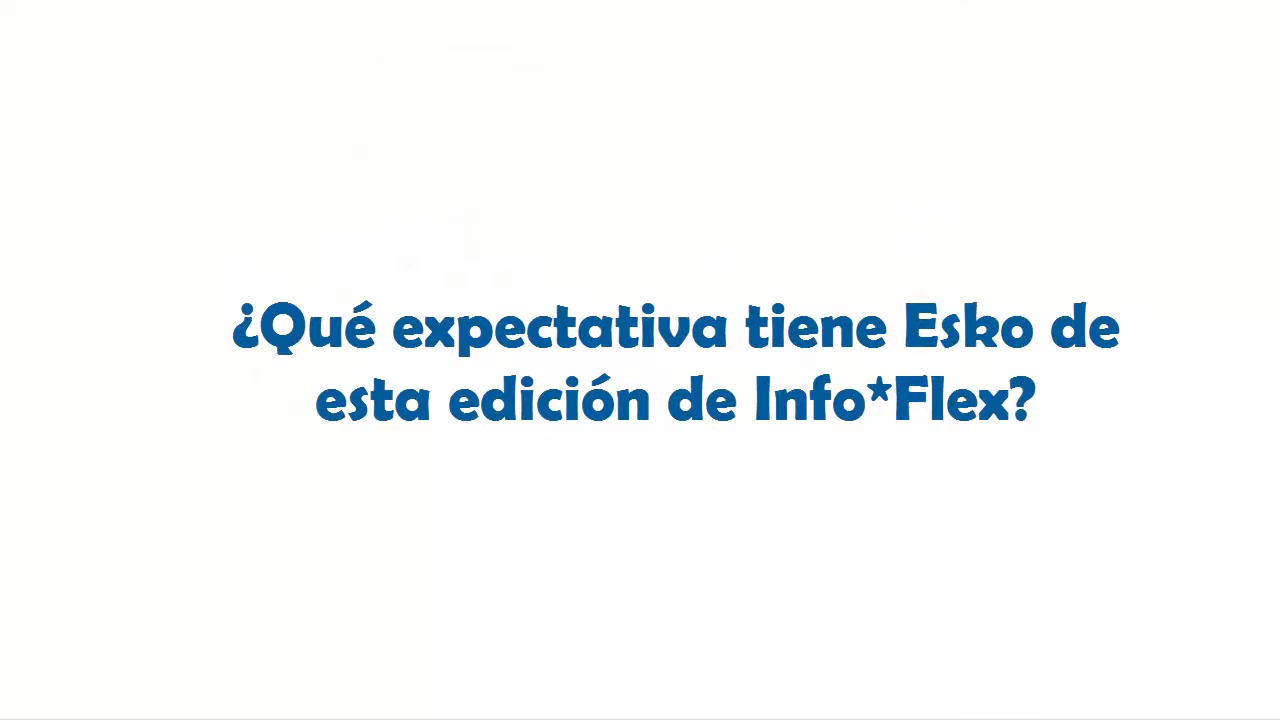 ¿Qué expectativa tiene Esko de
esta edición de Info*Flex?